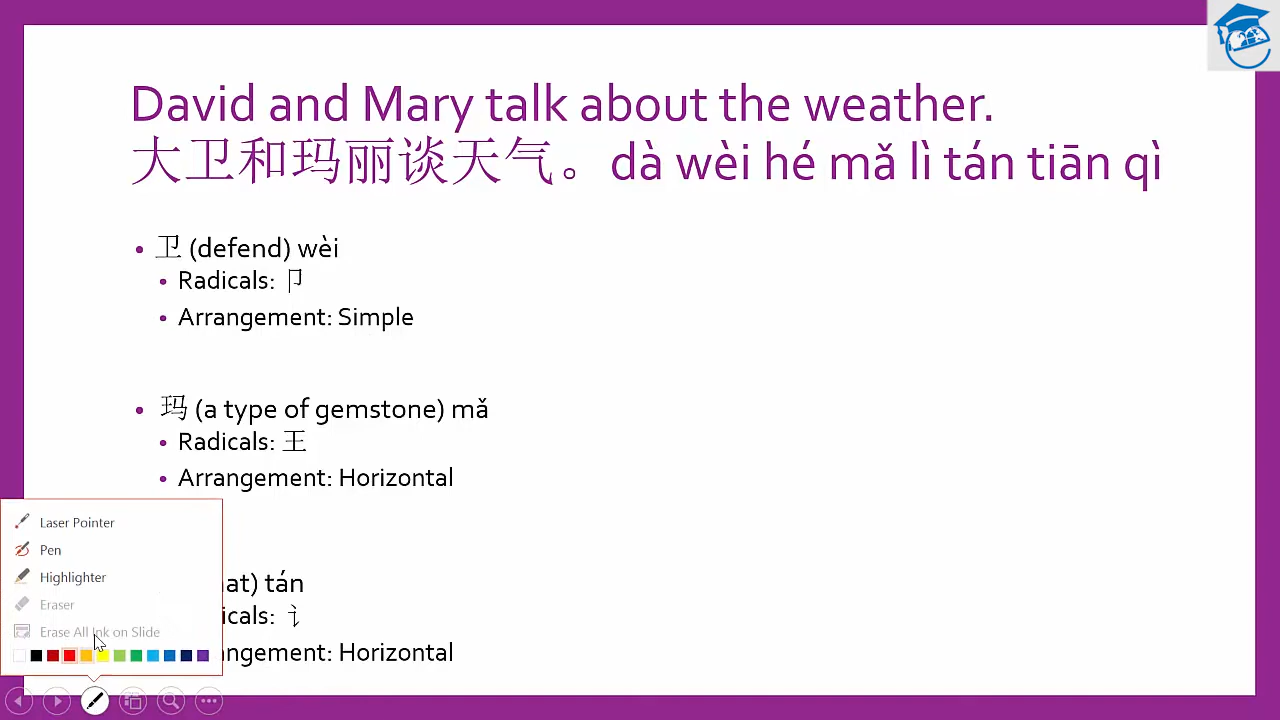 David and Mary talk about the weather.
大卫和玛丽谈天气。dà wèi hé mǎ lì tán tiān qì
• 卫 (defend) wèi
• Radicals: 卩
• Arrangement: Simple
• 玛 (a type of gemstone) mǎ
• Radicals: 王
• Arrangement: Horizontal
Laser Pointer
Pen
Highlighter
Eraser
Erase All Ink on Slide
hat) tán
icals: 讠
ngement: Horizontal